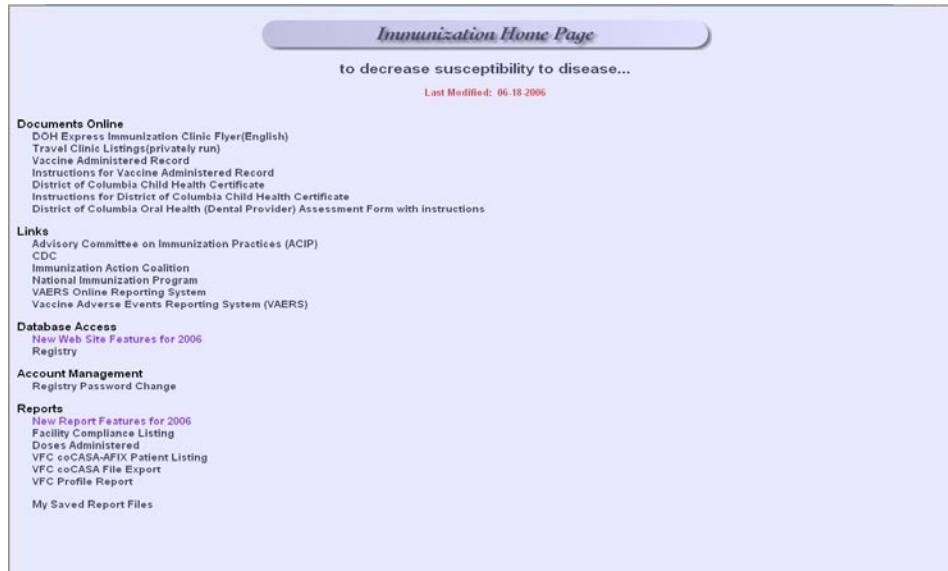 Immunization Home Page
to decrease susceptibility to disease...
Last Modified: 06-18-2006
Documents Online
DOH Express Immunization Clinic Flyer(English)
Travel Clinic Listings(privately run)
Vaccine Administered Record
Instructions for Vaccine Administered Record
District of Columbia Child Health Certificate
Instructions for District of Columbia Child Health Certificate
District of Columbia Oral Health (Dental Provider) Assessment Form with instructions
Links
Advisory Committee on Immunization Practices (ACIP)
CDC
Immunization Action Coalition
National Immunization Program
VAERS Online Reporting System
Vaccine Adverse Events Reporting System (VAERS)
Database Access
New Web Site Features for 2006
Registry
Account Management
Registry Password Change
Reports
New Report Features for 2006
Facility Compliance Listing
Doses Administered
VFC coCASA-AFIX Patient Listing
VFC coCASA File Export
VFC Profile Report
My Saved Report Files